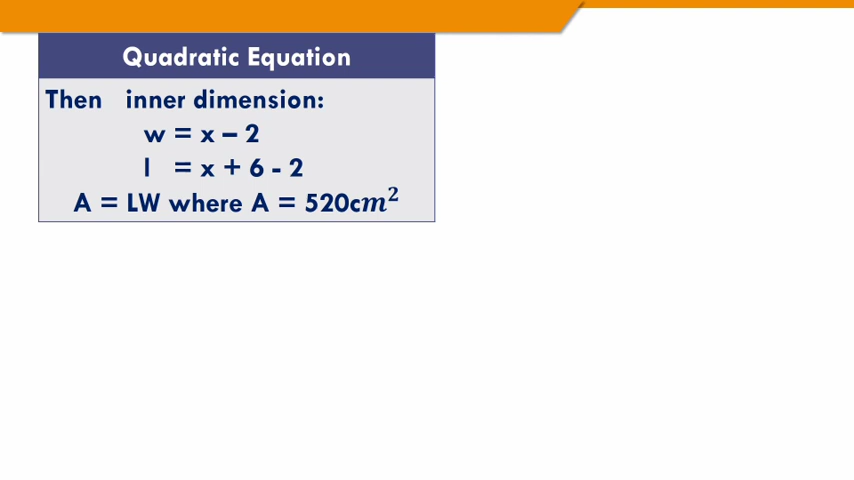 Quadratic Equation
Then inner dimension:
w = x – 2
l = x + 6 - 2
A = LW where A = 520cm²